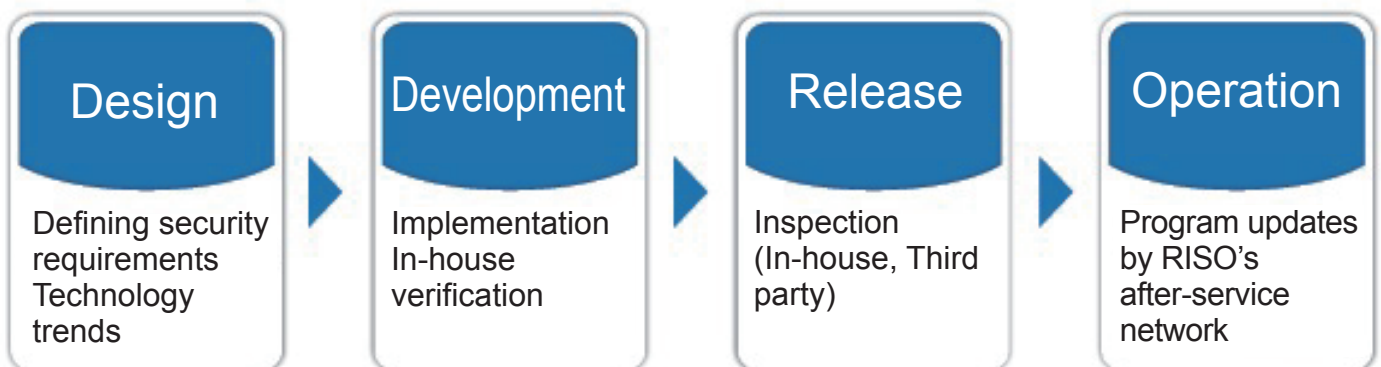 Design
Defining security
requirements
Technology
trends
Development
Implementation
In-house
verification
Release
Inspection
(In-house, Third
party)
Operation
Program updates
by RISO’s
after-service
network